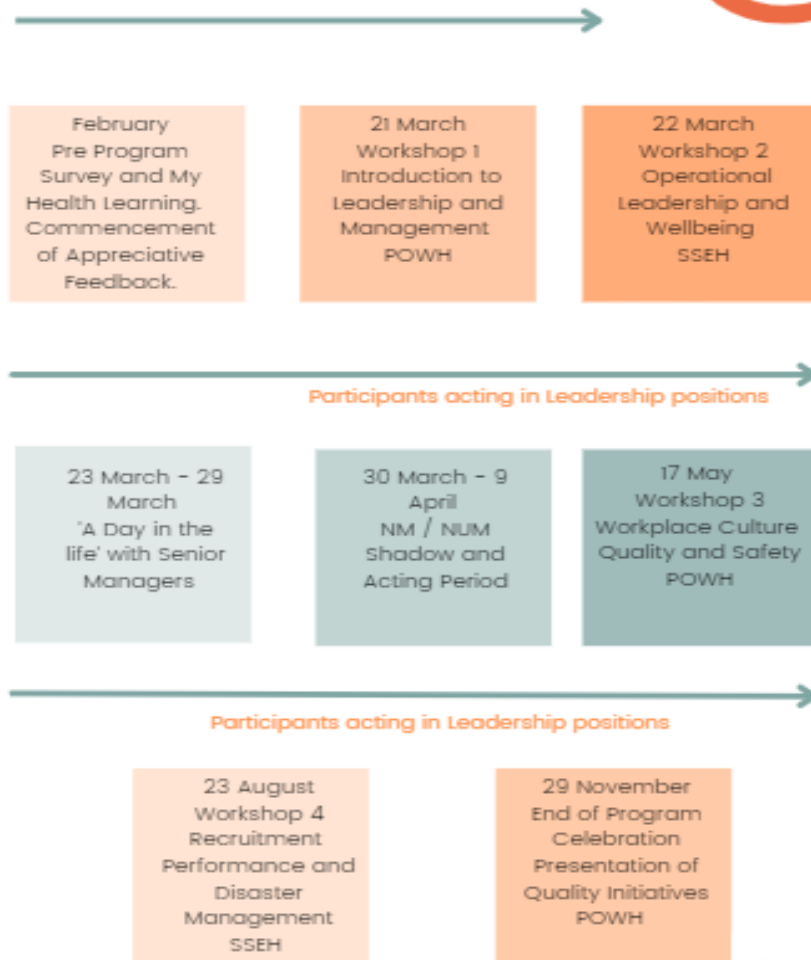 February
Pre Program
Survey and My
Health Learning.
Commencement
of Appreciative
Feedback.
21 March
Workshop 1
Introduction to
Leadership and
Management
POWH
22 March
Workshop 2
Operational
Leadership and
Wellbeing
SSEH
Participants acting in Leadership positions
23 March - 29
March
'A Day in the
life' with Senior
Managers
30 March - 9
April
NM / NUM
Shadow and
Acting Period
17 May
Workshop 3
Workplace Culture
Quality and Safety
POWH
Participants acting in Leadership positions
23 August
Workshop 4
Recruitment
Performance and
Disaster
Management
SSEH
29 November
End of Program
Celebration
Presentation of
Quality Initiatives
POWH